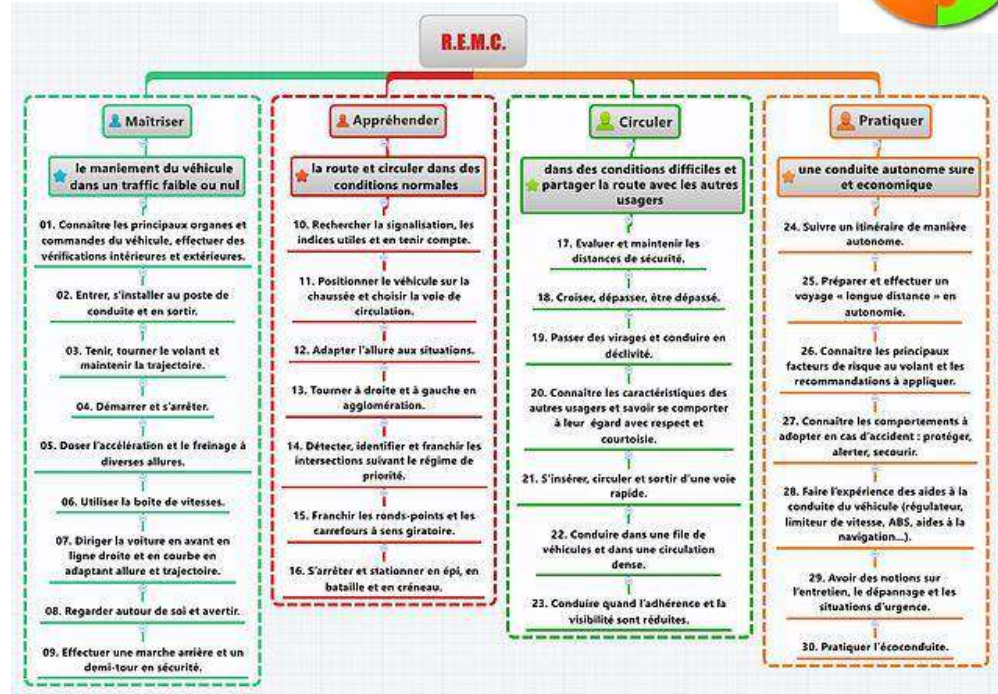 R.E.M.C.
Maîtriser
le maniement du véhicule
dans un traffic faible ou nul
01. Connaitre les principaux organes et
commandes du véhicule, effectuer des
vérifications intérieures et extérieures.
02. Entrer, s'installer au poste de
conduite et en sortir.
03. Tenir, tourner le volant et
maintenir la trajectoire.
04. Démarrer et s'arrêter.
05. Doser l'accélération et le freinage à
diverses allures.
06. Utiliser la boite de vitesses.
07. Diriger la voiture en avant en
ligne droite et en courbe en
adaptant allure et trajectoire.
08. Regarder autour de soi et avertir.
09. Effectuer une marche arrière et un
demi-tour en sécurité.
Appréhender
la route et circuler dans des
conditions normales
10. Rechercher la signalisation, les
indices utiles et en tenir compte.
11. Positionner le véhicule sur la
chaussée et choisir la voie de
circulation.
12. Adapter l'allure aux situations.
13. Tourner à droite et à gauche en
agglomération.
14. Détecter, identifier et franchir les
intersections suivant le régime de
priorité.
15. Franchir les ronds-points et les
carrefours à sens giratoire.
16. S'arrêter et stationner en épi, en
bataille et en créneau.
Circuler
dans des conditions difficiles et
partager la route avec les autres
usagers
17. Evaluer et maintenir les
distances de sécurité.
18. Croiser, dépasser, être dépassé.
19. Passer des virages et conduire en
déclivité.
20. Connaitre les caractéristiques des
autres usagers et savoir se comporter
à leur égard avec respect et
courtoisie.
21. S'insérer, circuler et sortir d'une voie
rapide.
22. Conduire dans une file de
véhicules et dans une circulation
dense.
23. Conduire quand l'adhérence et la
visibilité sont réduites.
Pratiquer
une conduite autonome sure
et economique
24. Suivre un itinéraire de manière
autonome.
25. Préparer et effectuer un
voyage « longue distance » en
autonomie.
26. Connaitre les principaux
facteurs de risque au volant et les
recommandations à appliquer.
27. Connaitre les comportements à
adopter en cas d'accident : protéger,
alerter, secourir.
28. Faire l'expérience des aides à la
conduite du véhicule (régulateur,
limiteur de vitesse, ABS, aides à la
navigation...).
29. Avoir des notions sur
l'entretien, le dépannage et les
situations d'urgence.
30. Pratiquer l'écoconduite.